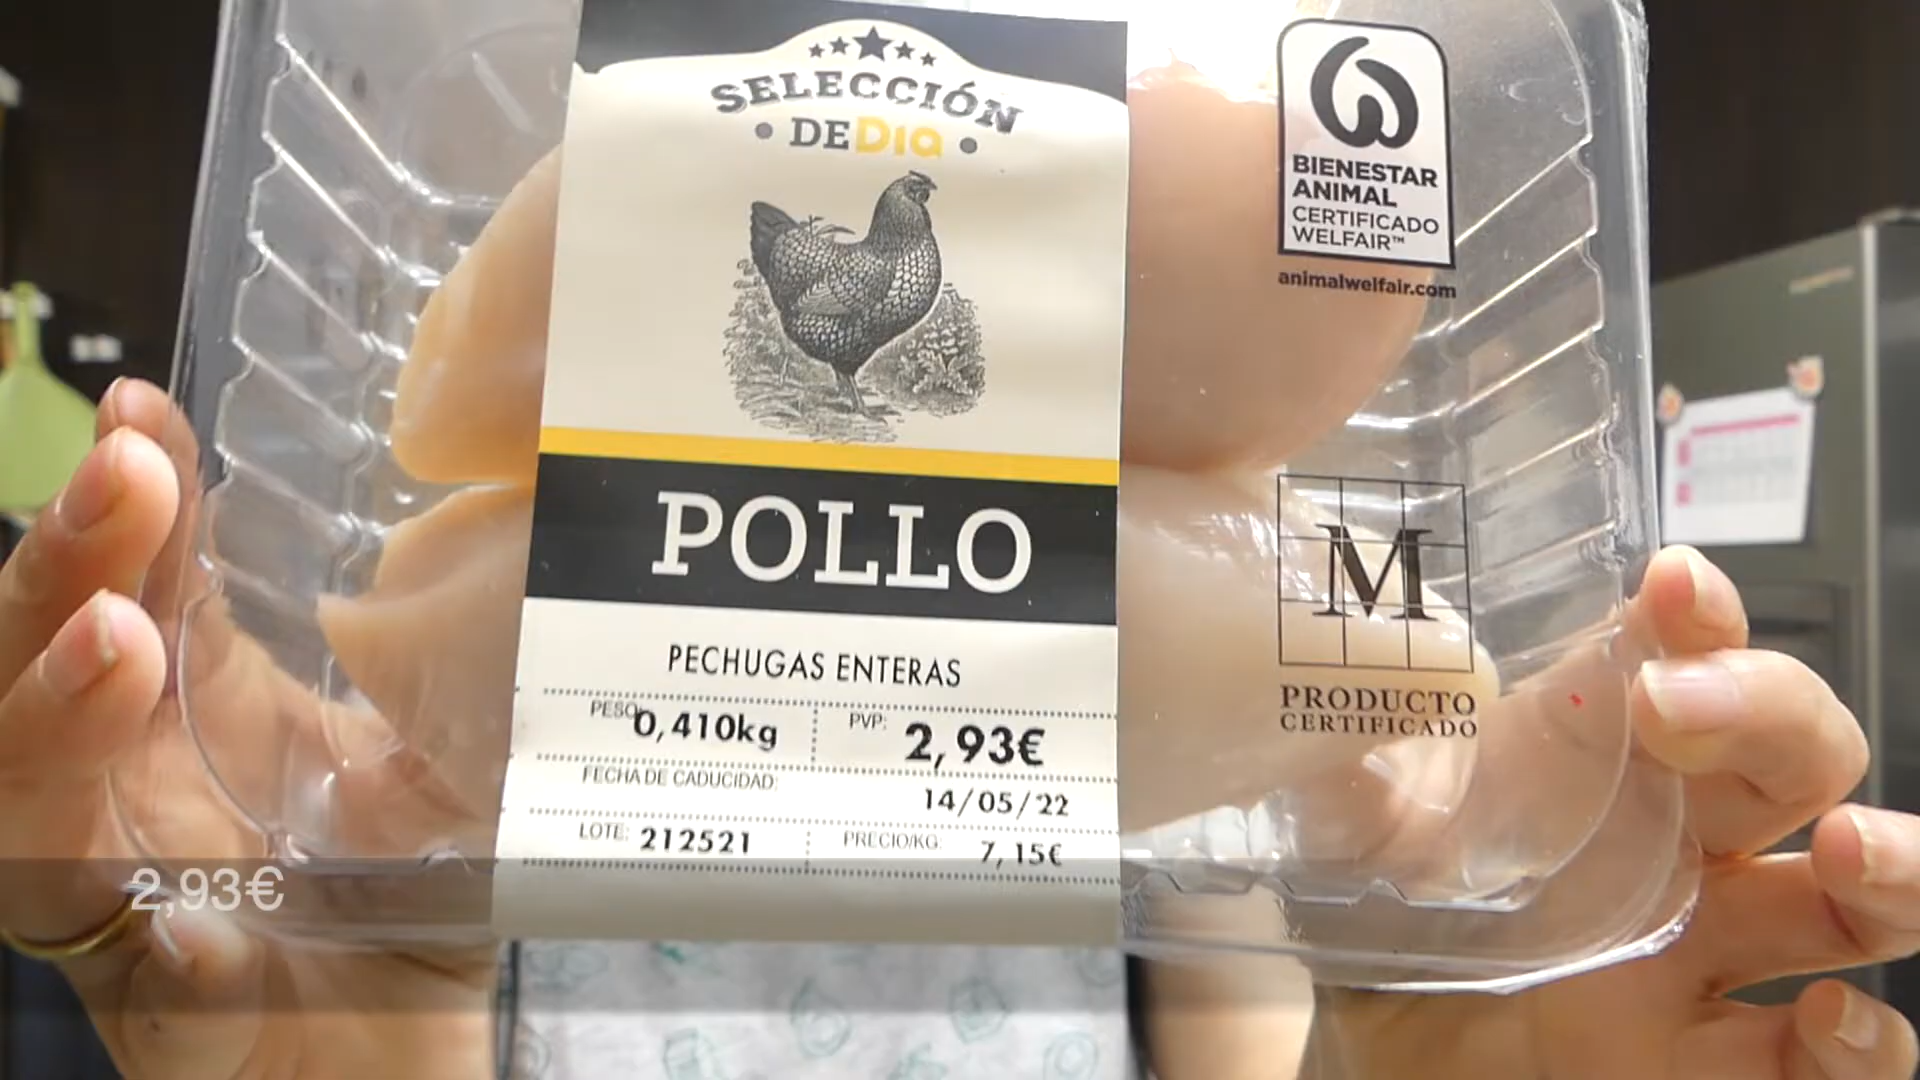 SELECCIÓN
• DE Dia •
BIENESTAR
ANIMAL
CERTIFICADO
WELFAIR™
animalwelfair.com
POLLO
M
PRODUCTO
CERTIFICADO
PECHUGAS ENTERAS
PESO: 0,410kg PVP: 2,93€
FECHA DE CADUCIDAD:
14/05/22
LOTE: 212521 PRECIO/KG: 7,15€
2,93€